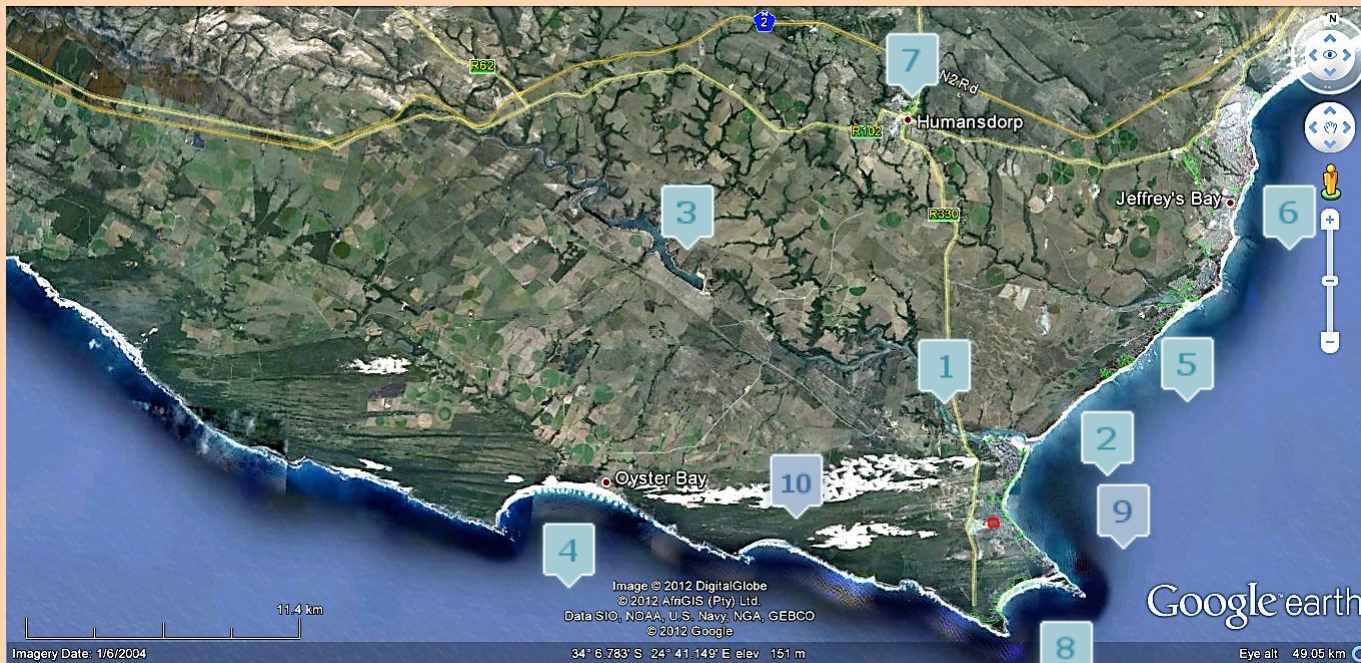 N
2
R62
7
N2 Rd
R102
Humansdorp
3
Jeffrey's Bay
6
R330
1
5
2
Oyster Bay
10
9
4
Image © 2012 DigitalGlobe
© 2012 AfriGIS (Pty) Ltd.
Data SIO, NOAA, U.S. Navy, NGA, GEBCO
© 2012 Google
Google earth
11.4 km
8
Imagery Date: 1/6/2004
34° 6.783' S 24° 41.149' E elev 151 m
Eye alt 49.05 km